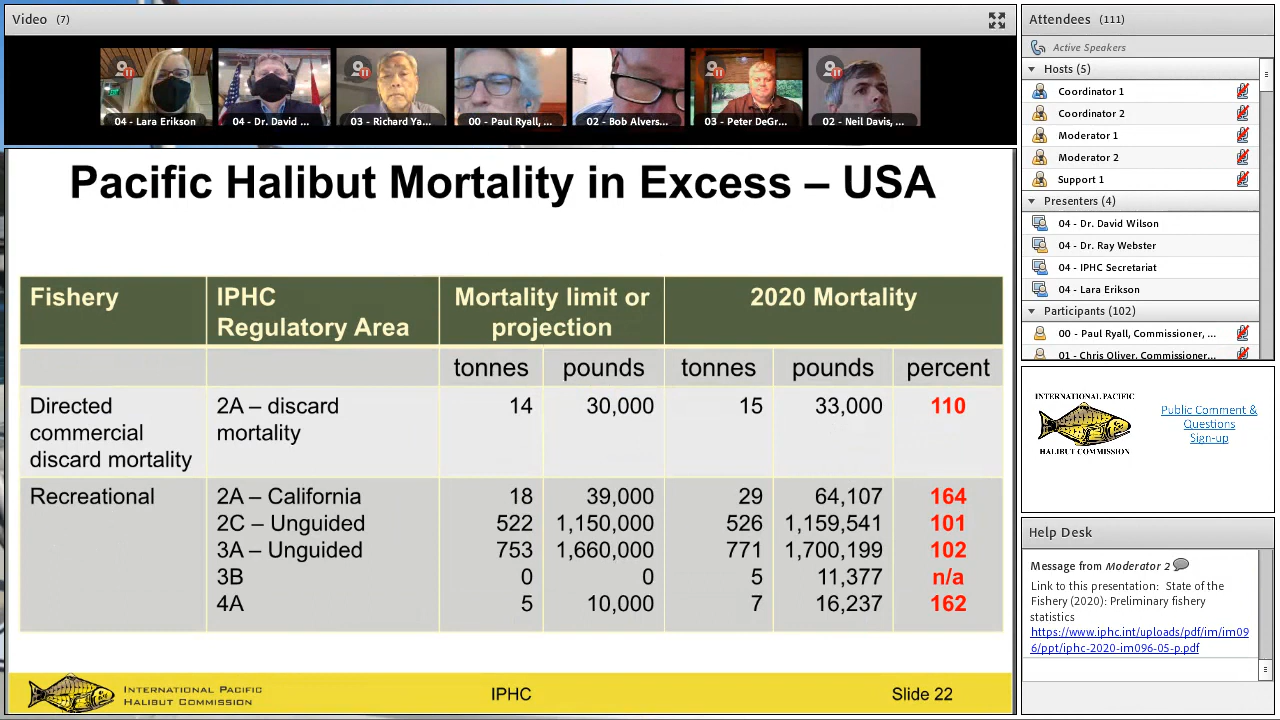 Video (7)
04 - Lara Erikson
04 - Dr. David ...
03 - Richard Ya...
00 - Paul Ryall, ...
02 - Bob Alvers...
03 - Peter DeGr...
02 - Neil Davis, ...
Pacific Halibut Mortality in Excess – USA
Fishery
IPHC Regulatory Area
Mortality limit or projection
2020 Mortality
tonnes pounds tonnes pounds percent
Directed commercial discard mortality
2A – discard mortality
14 30,000 15 33,000 110
Recreational
2A – California 18 39,000 29 64,107 164
2C – Unguided 522 1,150,000 526 1,159,541 101
3A – Unguided 753 1,660,000 771 1,700,199 102
3B 0 0 5 11,377 n/a
4A 5 10,000 7 16,237 162
INTERNATIONAL PACIFIC
HALIBUT COMMISSION
IPHC
Slide 22
Attendees (111)
Active Speakers
Hosts (5)
Coordinator 1
Coordinator 2
Moderator 1
Moderator 2
Support 1
Presenters (4)
04 - Dr. David Wilson
04 - Dr. Ray Webster
04 - IPHC Secretariat
04 - Lara Erikson
Participants (102)
00 - Paul Ryall, Commissioner, ...
01 - Chris Oliver, Commissioner...
INTERNATIONAL PACIFIC
HALIBUT COMMISSION
Public Comment &
Questions
Sign-up
Help Desk
Message from Moderator 2
Link to this presentation: State of the
Fishery (2020): Preliminary fishery
statistics
https://www.iphc.int/uploads/pdf/im/im09
6/ppt/iphc-2020-im096-05-p.pdf